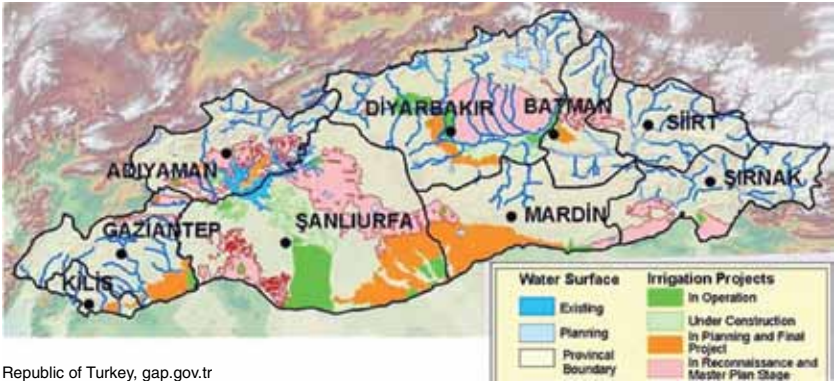 DİYARBAKIR
BATMAN
SİİRT
ADIYAMAN
ŞIRNAK
ŞANLIURFA
MARDİN
GAZİANTEP
KİLİS
Water Surface
Existing
Planning
Provincal
Boundary
Irrigation Projects
In Operation
Under Construction
In Planning and Final
Project
In Reconnaissance and
Master Plan Stage
Republic of Turkey, gap.gov.tr